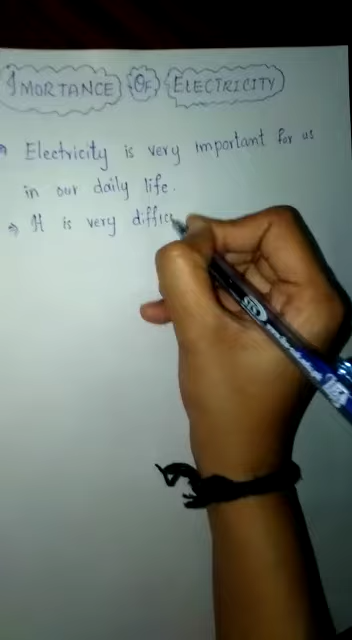 IMORTANCE OF ELECTRICITY
⇒ Electricity is very important for us
in our daily life.
⇒ It is very diffic